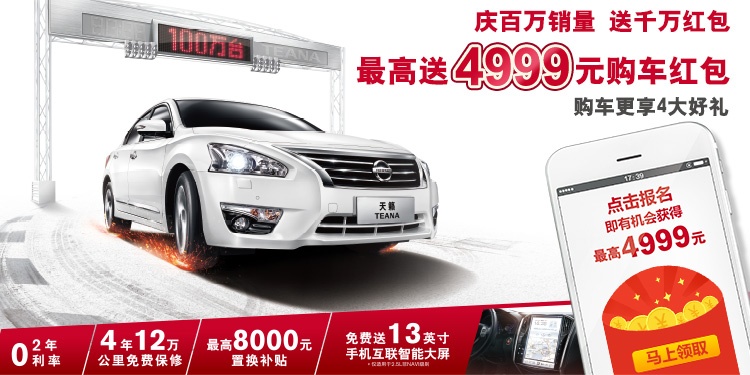 庆百万销量 送千万红包
最高送4999元购车红包
购车更享4大好礼
100万台
TEANA
天籁
TEANA
17:39
点击报名
即有机会获得
最高4999元
马上领取
0 2年
利率
4年12万
公里免费保修
最高8000元
置换补贴
免费送13英寸
手机互联智能大屏